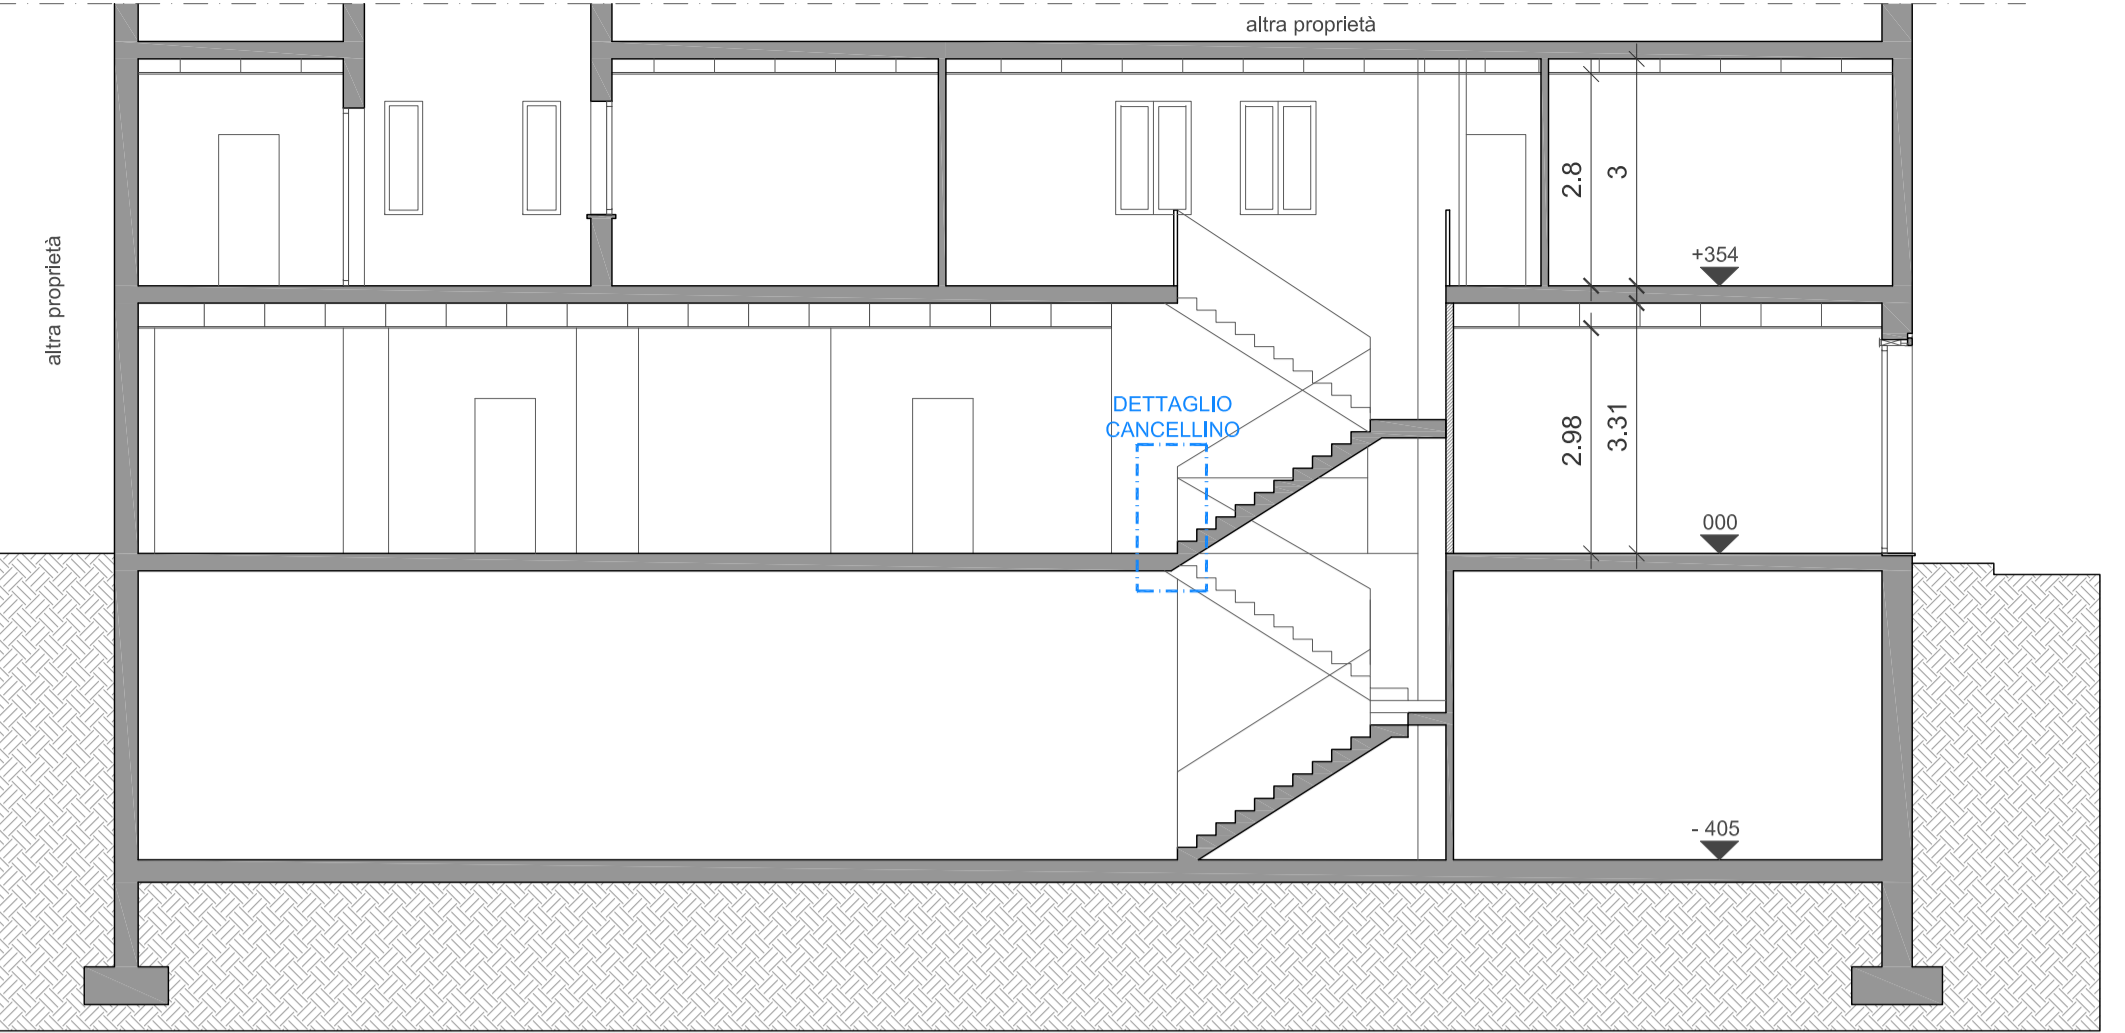 altra proprietà
altra proprietà
2.8
3
+354
DETTAGLIO
CANCELLINO
2.98
3.31
000
- 405